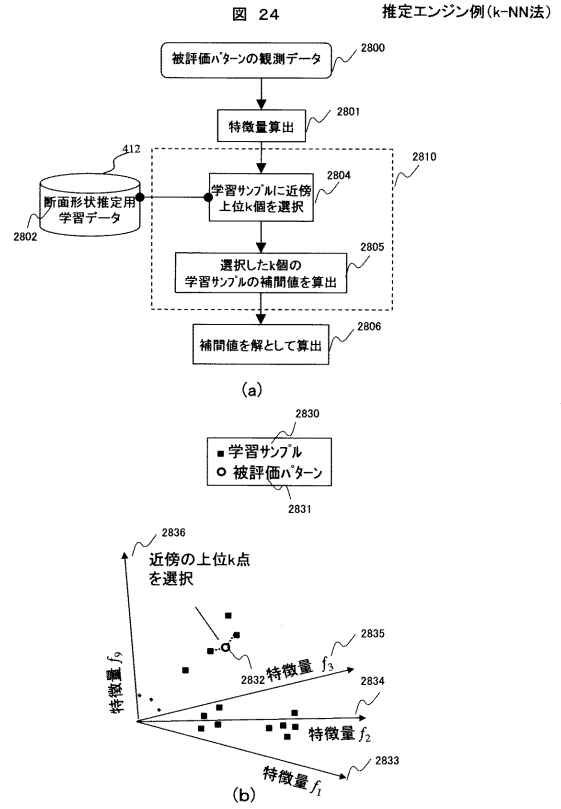 図 24
推定エンジン例(k-NN法)
被評価パターンの観測データ
2800
特徴量算出
2801
2810
412
断面形状推定用
学習データ
2802
学習サンプルに近傍
上位k個を選択
2804
選択したk個の
学習サンプルの補間値を算出
2805
補間値を解として算出
2806
(a)
2830
■ 学習サンプル
○ 被評価パターン
2831
2836
近傍の上位k点
を選択
2832
2835
特徴量 f3
2834
特徴量 f9
特徴量 f2
特徴量 f1
2833
(b)